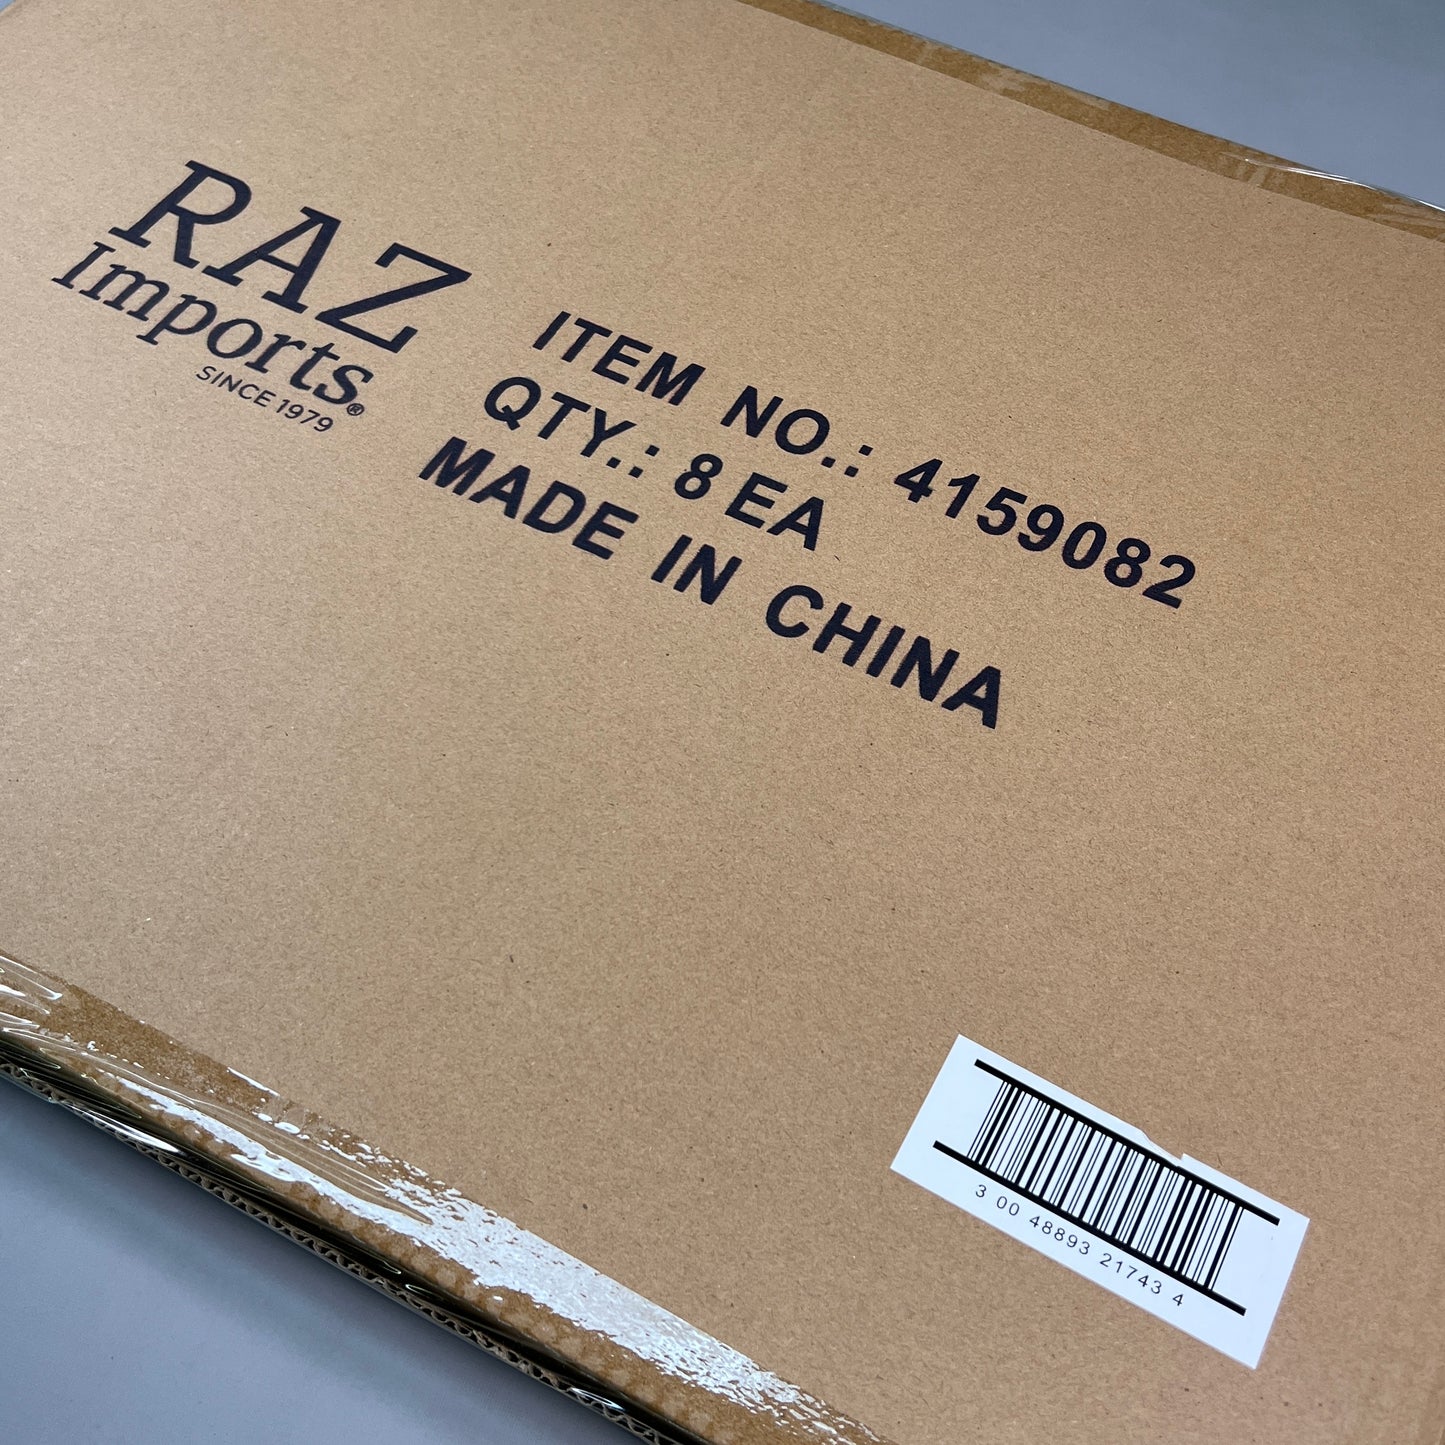 RAZ
Imports®
SINCE 1979
ITEM NO.: 4159082
QTY.: 8 EA
MADE IN CHINA
3 00 48893 21743 4